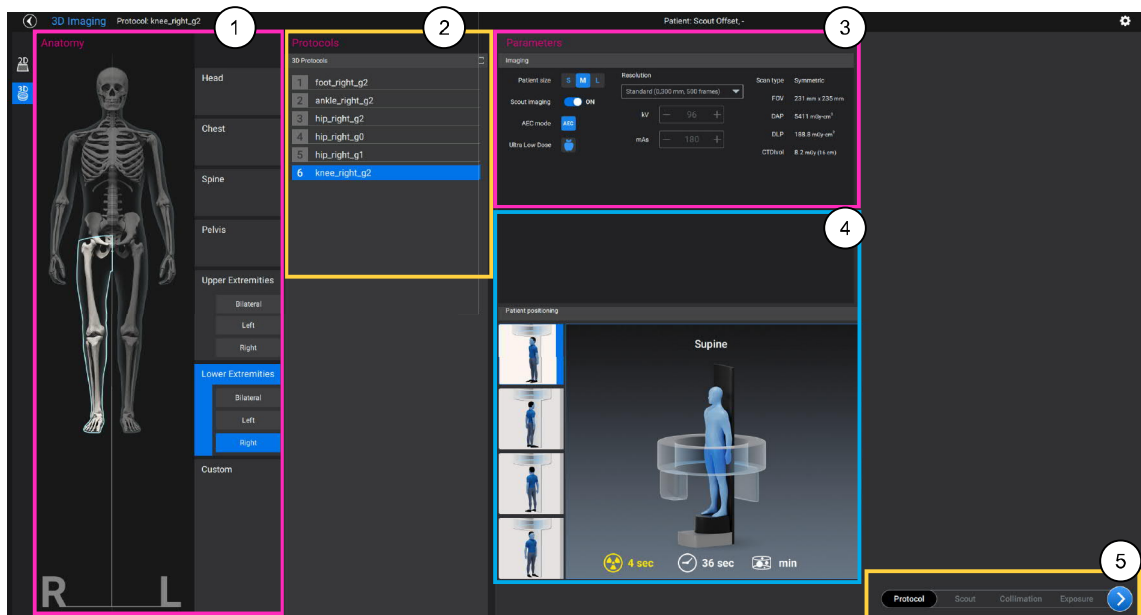 3D Imaging Protocol: knee_right_g2 Patient: Scout Offset, -
1
2
3
4
5
2D
3D
Anatomy
Head
Chest
Spine
Pelvis
Upper Extremities
Bilateral
Left
Right
Lower Extremities
Bilateral
Left
Right
Custom
R L
Protocols
3D Protocols
1 foot_right_g2
2 ankle_right_g2
3 hip_right_g2
4 hip_right_g0
5 hip_right_g1
6 knee_right_g2
Parameters
Imaging
Patient size S M L
Scout Imaging ON
AEC mode AEC
Ultra Low Dose
Resolution
Standard (0,300 mm, 500 frames)
kV — 96 +
mAs — 180 +
Scan type Symmetric
FOV 231 mm x 235 mm
DAP 5411 mGy·cm²
DLP 188.8 mGy·cm
CTDIvol 8.2 mGy (16 cm)
Patient positioning
Supine
4 sec 36 sec min
Protocol Scout Collimation Exposure